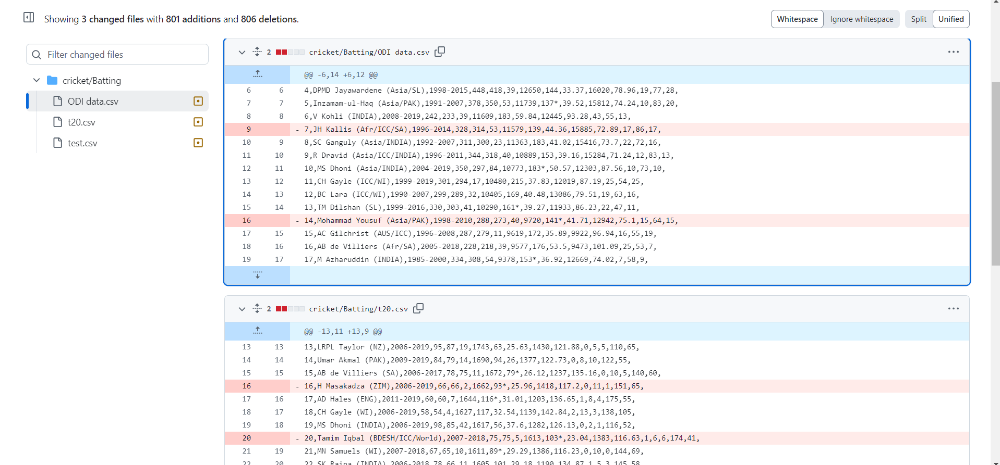 Showing 3 changed files with 801 additions and 806 deletions.
Whitespace Ignore whitespace Split Unified
Filter changed files
cricket/Batting
ODI data.csv
t20.csv
test.csv
2 cricket/Batting/ODI data.csv
@@ -6,14 +6,12 @@
6 6 4,DPMD Jayawardene (Asia/SL),1998-2015,448,418,39,12650,144,33.37,16020,78.96,19,77,28,
7 7 5,Inzamam-ul-Haq (Asia/PAK),1991-2007,378,350,53,11739,137*,39.52,15812,74.24,10,83,20,
8 8 6,V Kohli (INDIA),2008-2019,242,233,39,11609,183,59.84,12445,93.28,43,55,13,
9 - 7,JH Kallis (Afr/ICC/SA),1996-2014,328,314,53,11579,139,44.36,15885,72.89,17,86,17,
10 9 8,SC Ganguly (Asia/INDIA),1992-2007,311,300,23,11363,183,41.02,15416,73.7,22,72,16,
11 10 9,R Dravid (Asia/ICC/INDIA),1996-2011,344,318,40,10889,153,39.16,15284,71.24,12,83,13,
12 11 10,MS Dhoni (Asia/INDIA),2004-2019,350,297,84,10773,183*,50.57,12303,87.56,10,73,10,
13 12 11,CH Gayle (ICC/WI),1999-2019,301,294,17,10480,215,37.83,12019,87.19,25,54,25,
14 13 12,BC Lara (ICC/WI),1990-2007,299,289,32,10405,169,40.48,13086,79.51,19,63,16,
15 14 13,TM Dilshan (SL),1999-2016,330,303,41,10290,161*,39.27,11933,86.23,22,47,11,
16 - 14,Mohammad Yousuf (Asia/PAK),1998-2010,288,273,40,9720,141*,41.71,12942,75.1,15,64,15,
17 15 15,AC Gilchrist (AUS/ICC),1996-2008,287,279,11,9619,172,35.89,9922,96.94,16,55,19,
18 16 16,AB de Villiers (Afr/SA),2005-2018,228,218,39,9577,176,53.5,9473,101.09,25,53,7,
19 17 17,M Azharuddin (INDIA),1985-2000,334,308,54,9378,153*,36.92,12669,74.02,7,58,9,
2 cricket/Batting/t20.csv
@@ -13,11 +13,9 @@
13 13 13,LRPL Taylor (NZ),2006-2019,95,87,19,1743,63,25.63,1430,121.88,0,5,5,110,65,
14 14 14,Umar Akmal (PAK),2009-2019,84,79,14,1690,94,26,1377,122.73,0,8,10,122,55,
15 15 15,AB de Villiers (SA),2006-2017,78,75,11,1672,79*,26.12,1237,135.16,0,10,5,140,60,
16 - 16,H Masakadza (ZIM),2006-2019,66,66,2,1662,93*,25.96,1418,117.2,0,11,1,151,65,
17 16 17,AD Hales (ENG),2011-2019,60,60,7,1644,116*,31.01,1203,136.65,1,8,4,175,55,
18 17 18,CH Gayle (WI),2006-2019,58,54,4,1627,117,32.54,1139,142.84,2,13,3,138,105,
19 18 19,MS Dhoni (INDIA),2006-2019,98,85,42,1617,56,37.6,1282,126.13,0,2,1,116,52,
20 - 20,Tamim Iqbal (BDESH/ICC/World),2007-2018,75,75,5,1613,103*,23.04,1383,116.63,1,6,6,174,41,
21 19 21,MN Samuels (WI),2007-2018,67,65,10,1611,89*,29.29,1386,116.23,0,10,0,144,69,
22 20 22,SK Raina (INDIA),2006-2018,78,66,11,1605,101,29.18,1190,134.87,1,5,3,145,58,